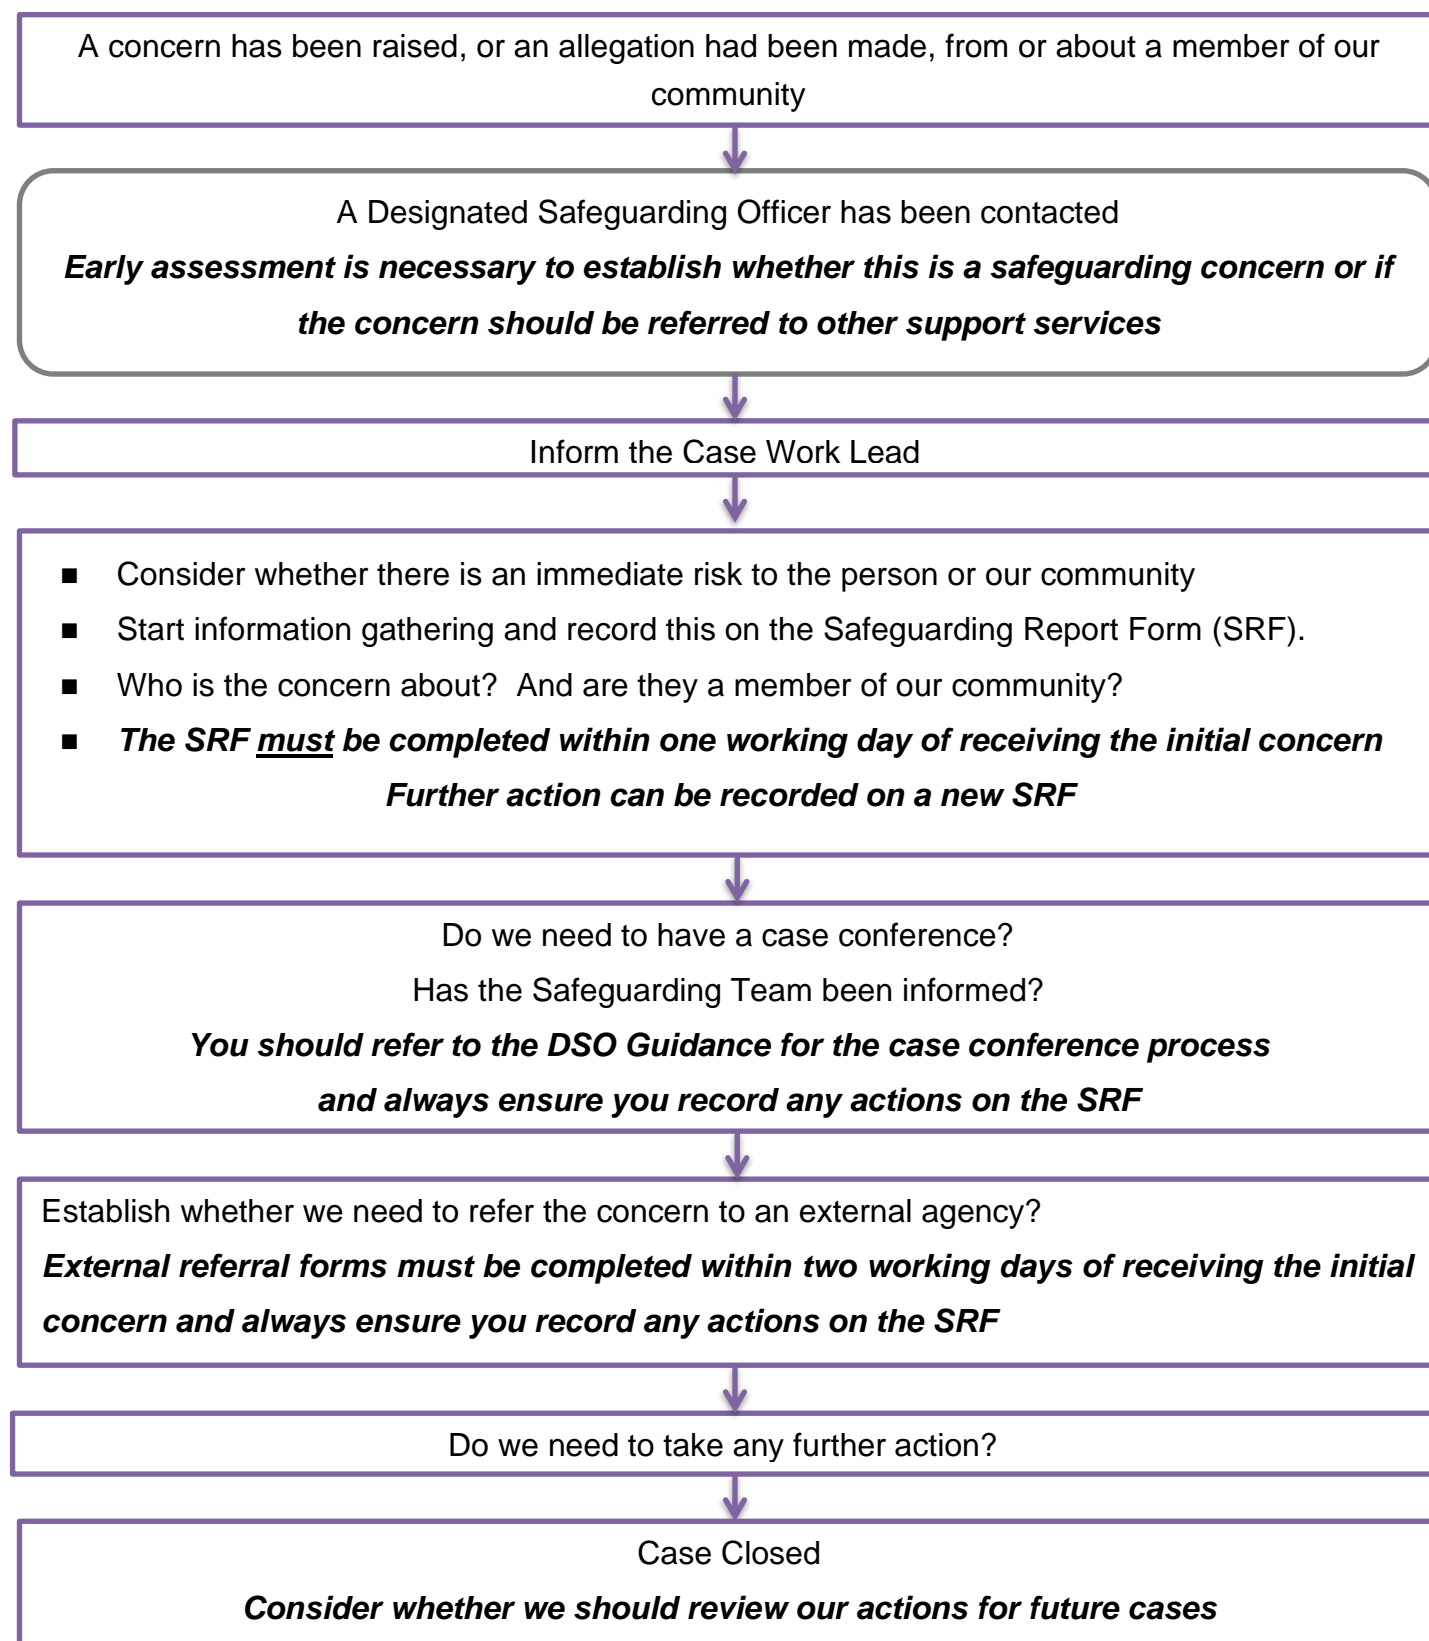 A concern has been raised, or an allegation had been made, from or about a member of our
community
A Designated Safeguarding Officer has been contacted
Early assessment is necessary to establish whether this is a safeguarding concern or if
the concern should be referred to other support services
Inform the Case Work Lead
■ Consider whether there is an immediate risk to the person or our community
■ Start information gathering and record this on the Safeguarding Report Form (SRF).
■ Who is the concern about? And are they a member of our community?
■ The SRF must be completed within one working day of receiving the initial concern
Further action can be recorded on a new SRF
Do we need to have a case conference?
Has the Safeguarding Team been informed?
You should refer to the DSO Guidance for the case conference process
and always ensure you record any actions on the SRF
Establish whether we need to refer the concern to an external agency?
External referral forms must be completed within two working days of receiving the initial
concern and always ensure you record any actions on the SRF
Do we need to take any further action?
Case Closed
Consider whether we should review our actions for future cases